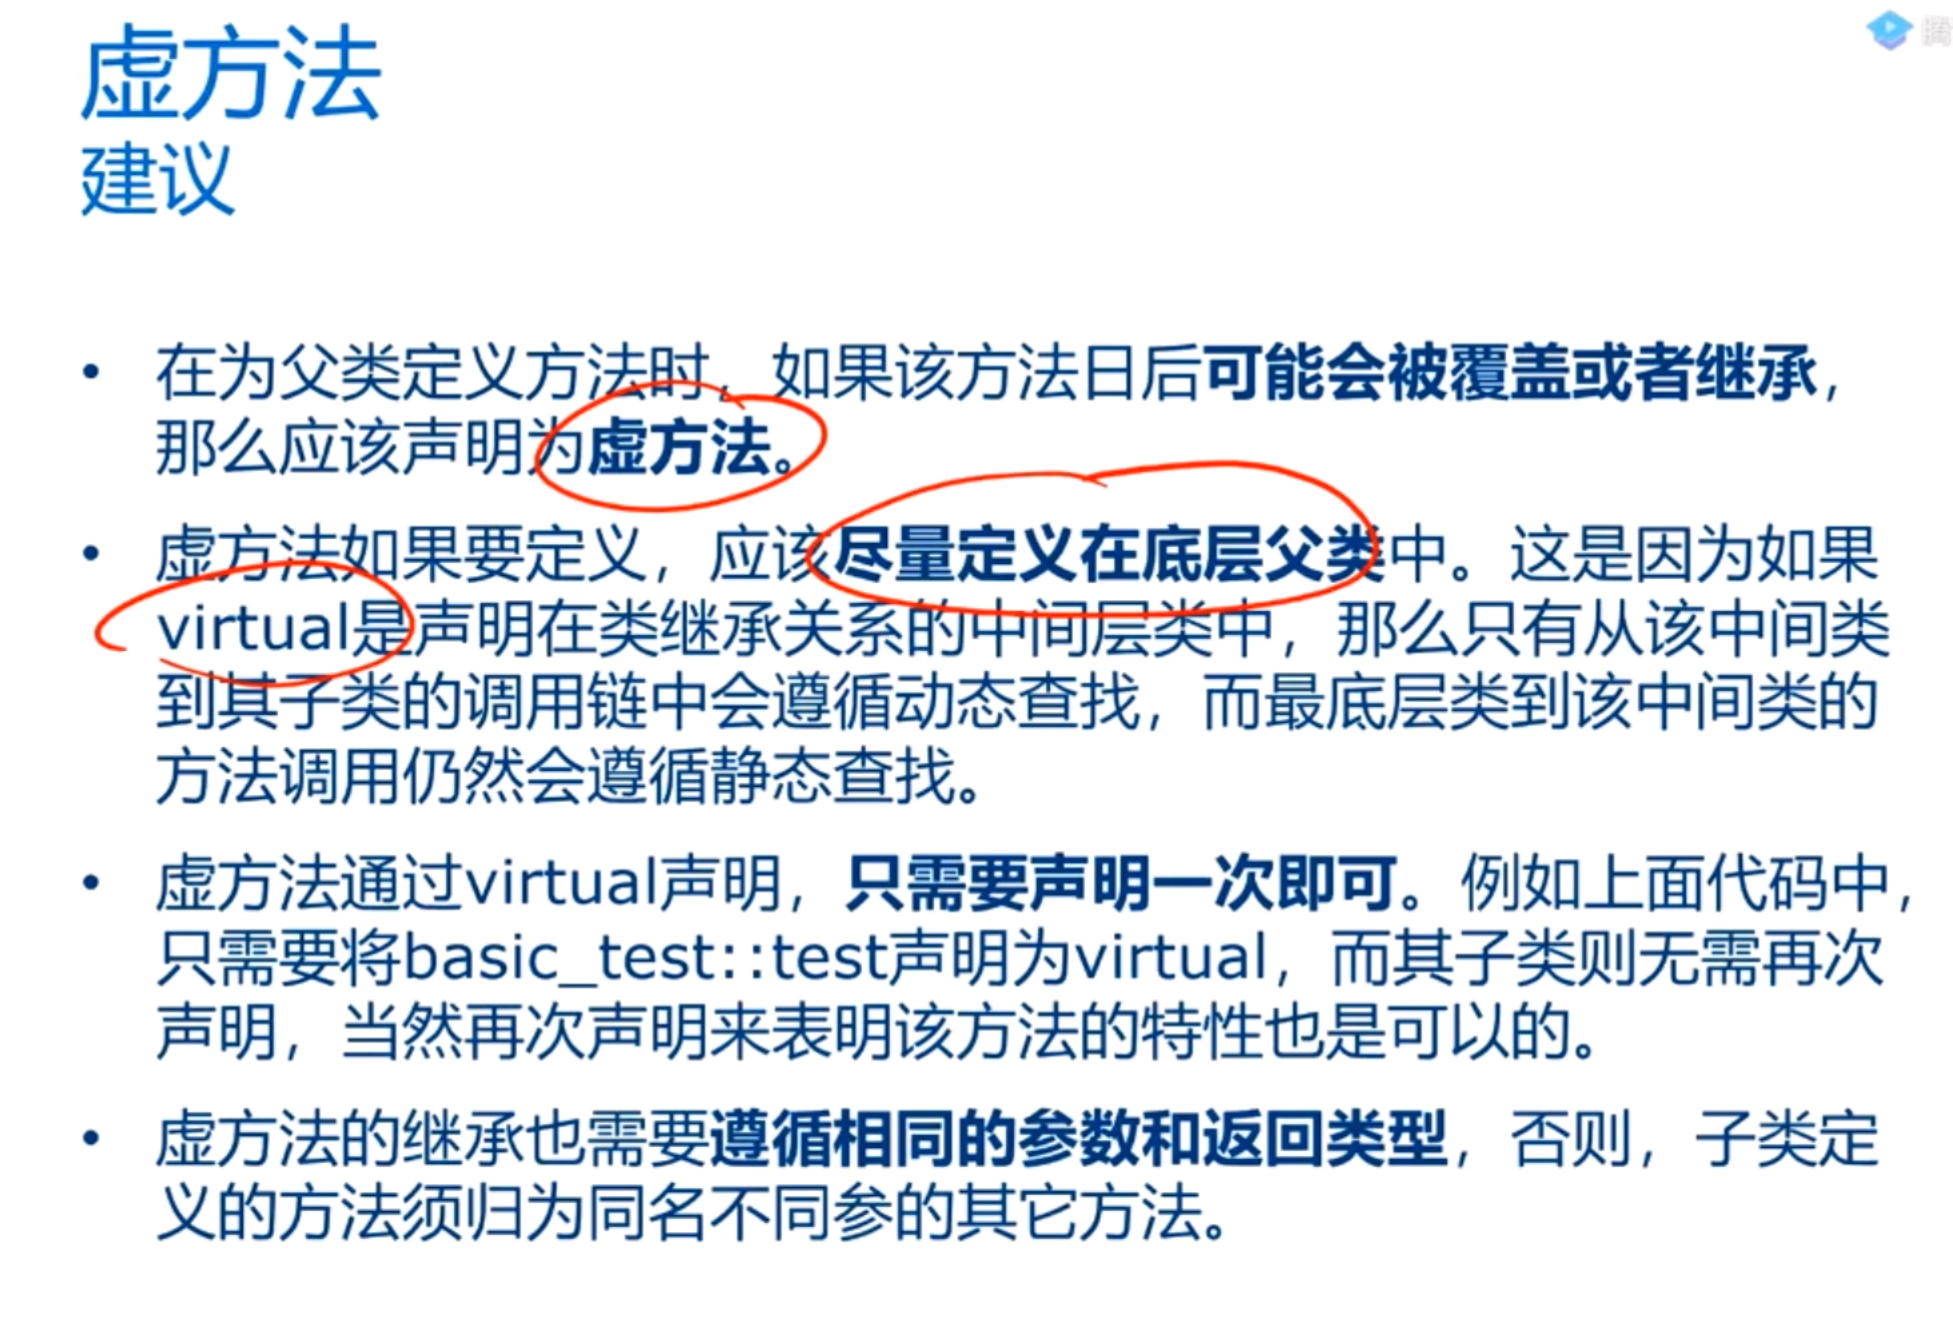 虚方法
腾
建议
• 在为父类定义方法时，如果该方法日后可能会被覆盖或者继承，
那么应该声明为虚方法。
• 虚方法如果要定义，应该尽量定义在底层父类中。这是因为如果
virtual是声明在类继承关系的中间层类中，那么只有从该中间类
到其子类的调用链中会遵循动态查找，而最底层类到该中间类的
方法调用仍然会遵循静态查找。
• 虚方法通过virtual声明，只需要声明一次即可。例如上面代码中，
只需要将basic_test::test声明为virtual，而其子类则无需再次
声明，当然再次声明来表明该方法的特性也是可以的。
• 虚方法的继承也需要遵循相同的参数和返回类型，否则，子类定
义的方法须归为同名不同参的其它方法。